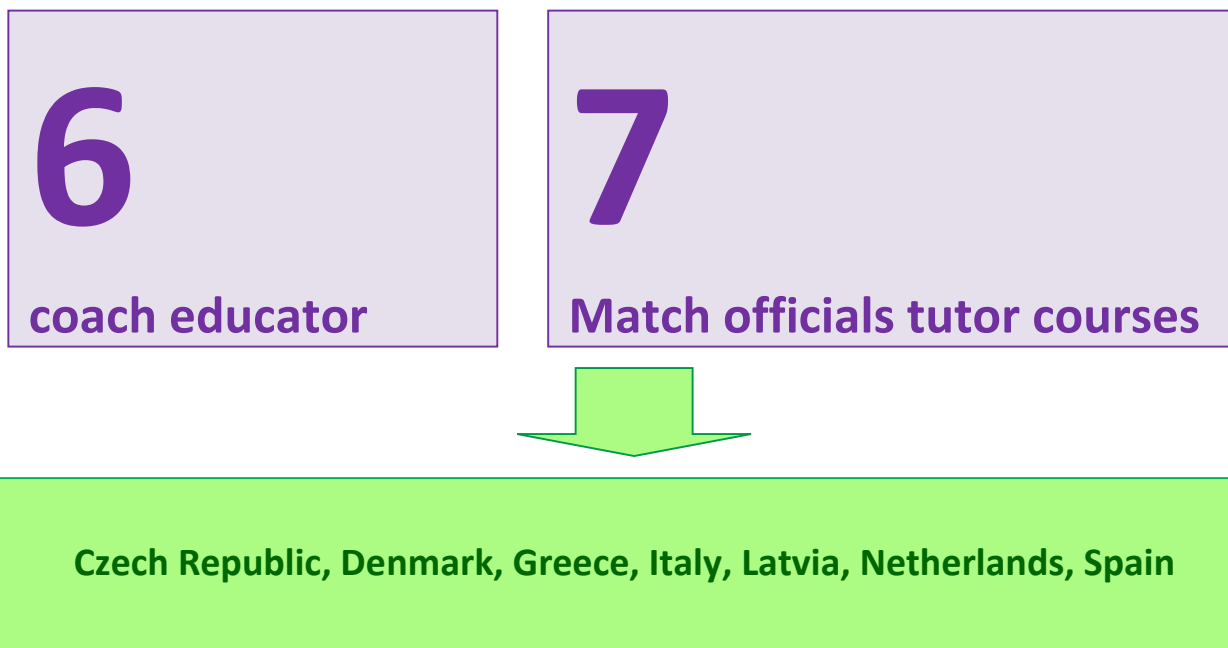 6
coach educator
7
Match officials tutor courses
Czech Republic, Denmark, Greece, Italy, Latvia, Netherlands, Spain